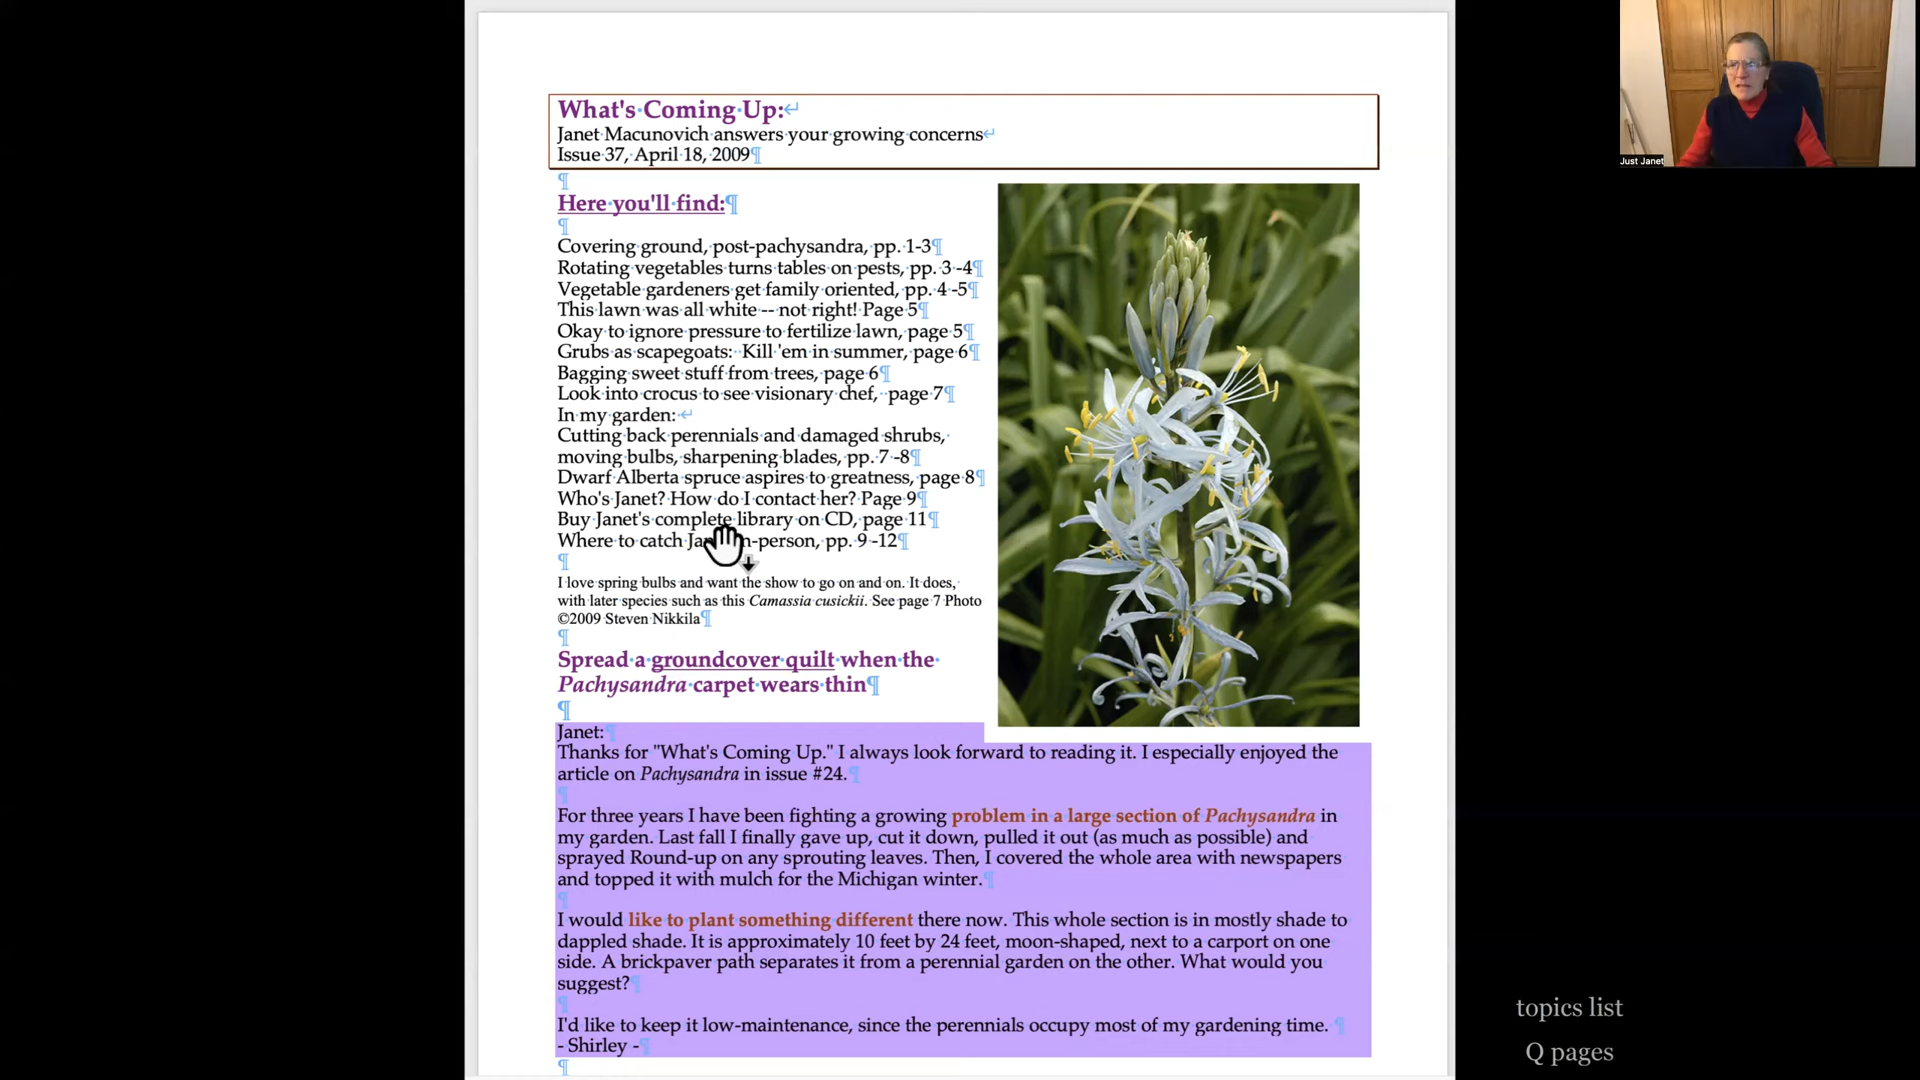 What's Coming Up:
Janet Macunovich answers your growing concerns
Issue 37, April 18, 2009
Here you'll find:
Covering ground, post-pachysandra, pp. 1-3
Rotating vegetables turns tables on pests, pp. 3 -4
Vegetable gardeners get family oriented, pp. 4 -5
This lawn was all white -- not right! Page 5
Okay to ignore pressure to fertilize lawn, page 5
Grubs as scapegoats:  Kill 'em in summer, page 6
Bagging sweet stuff from trees, page 6
Look into crocus to see visionary chef,  page 7
In my garden:
Cutting back perennials and damaged shrubs,
moving bulbs, sharpening blades, pp. 7 -8
Dwarf Alberta spruce aspires to greatness, page 8
Who's Janet? How do I contact her? Page 9
Buy Janet's complete library on CD, page 11
Where to catch in-person, pp. 9 -12
I love spring bulbs and want the show to go on and on. It does,
with later species such as this Camassia cusickii. See page 7 Photo
©2009 Steven Nikkila
Spread a groundcover quilt when the
Pachysandra carpet wears thin
Janet:
Thanks for "What's Coming Up." I always look forward to reading it. I especially enjoyed the
article on Pachysandra in issue #24.
For three years I have been fighting a growing problem in a large section of Pachysandra in
my garden. Last fall I finally gave up, cut it down, pulled it out (as much as possible) and
sprayed Round-up on any sprouting leaves. Then, I covered the whole area with newspapers
and topped it with mulch for the Michigan winter.
I would like to plant something different there now. This whole section is in mostly shade to
dappled shade. It is approximately 10 feet by 24 feet, moon-shaped, next to a carport on one
side. A brickpaver path separates it from a perennial garden on the other. What would you
suggest?
I'd like to keep it low-maintenance, since the perennials occupy most of my gardening time.
- Shirley -
Just Janet
topics list
Q pages